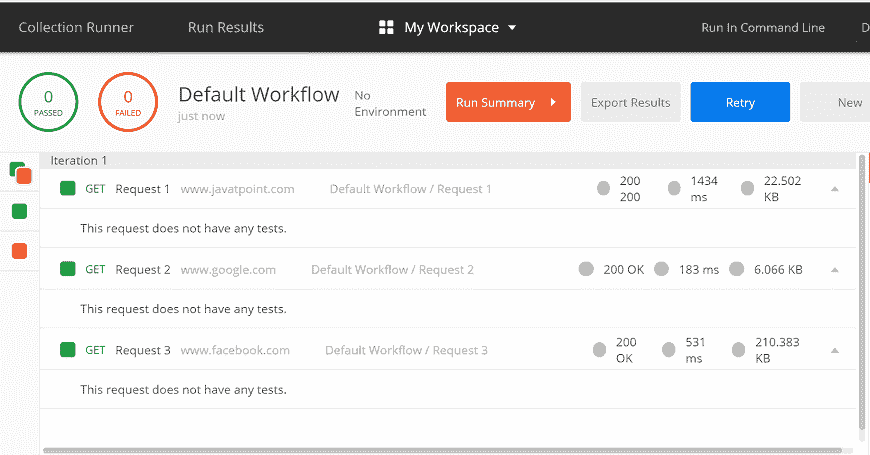 Collection Runner Run Results My Workspace Run In Command Line D
0 PASSED
0 FAILED
Default Workflow
just now
No
Environment
Run Summary
Export Results
Retry
New
Iteration 1
GET Request 1 www.javatpoint.com Default Workflow / Request 1 200 200 1434 ms 22.502 KB
This request does not have any tests.
GET Request 2 www.google.com Default Workflow / Request 2 200 OK 183 ms 6.066 KB
This request does not have any tests.
GET Request 3 www.facebook.com Default Workflow / Request 3 200 OK 531 ms 210.383 KB
This request does not have any tests.